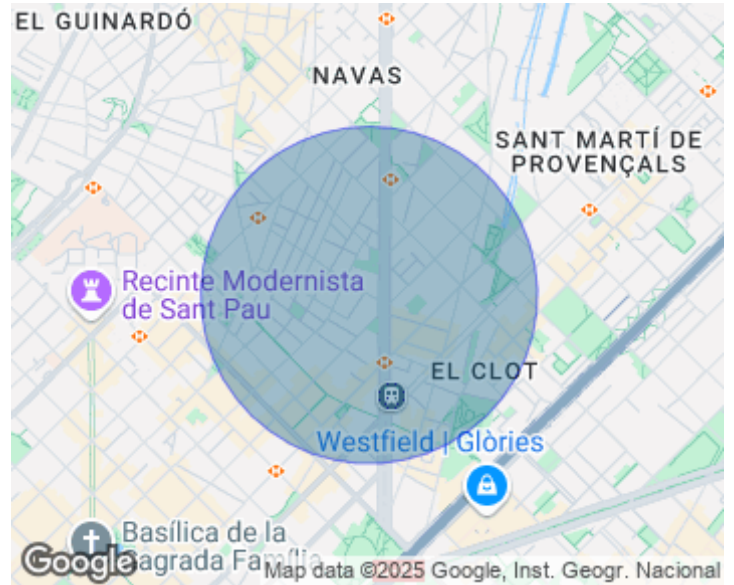 EL GUINARDÓ
NAVAS
SANT MARTÍ DE
PROVENÇALS
Recinte Modernista
de Sant Pau
EL CLOT
Westfield | Glòries
Basílica de la
Sagrada Família
Google
Map data ©2025 Google, Inst. Geogr. Nacional